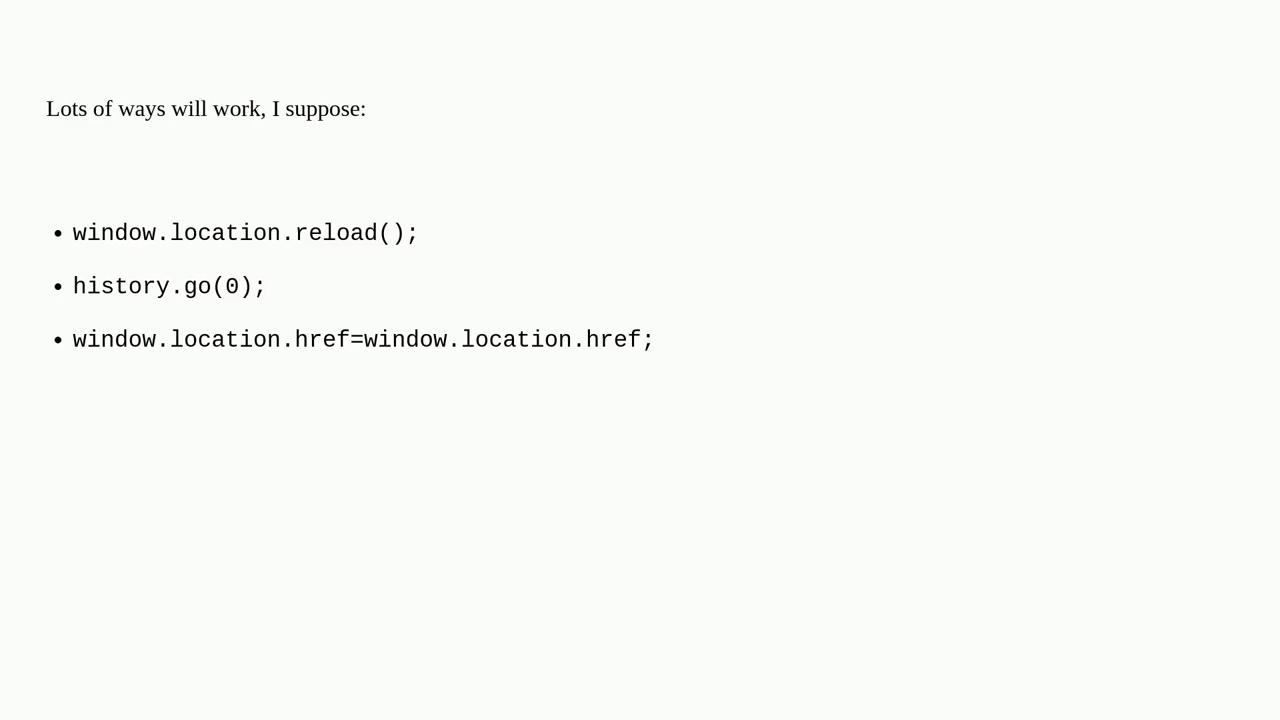 Lots of ways will work, I suppose:
• window.location.reload();
• history.go(0);
• window.location.href=window.location.href;